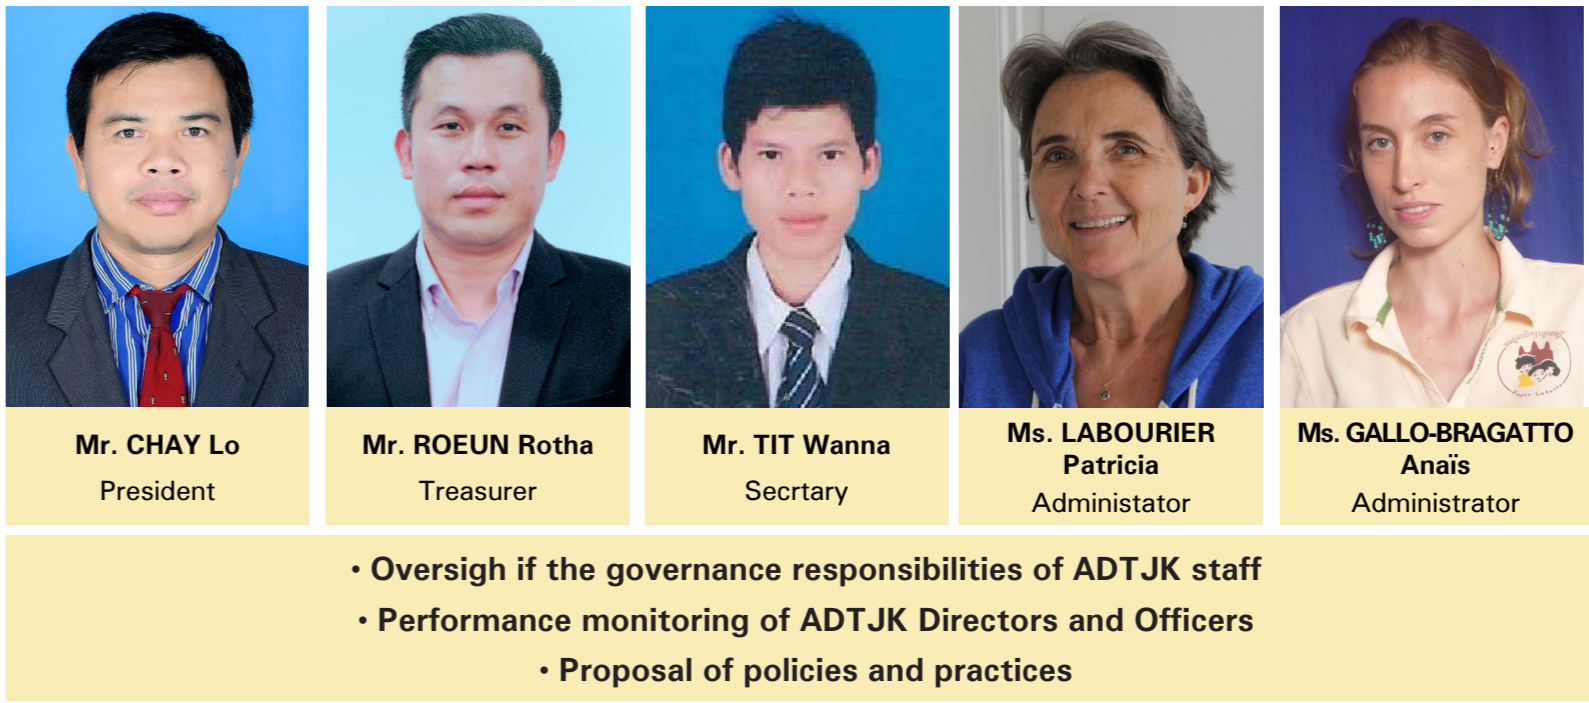 Mr. CHAY Lo
President
Mr. ROEUN Rotha
Treasurer
Mr. TIT Wanna
Secrtary
Ms. LABOURIER
Patricia
Administator
Ms. GALLO-BRAGATTO
Anaïs
Administrator
• Oversigh if the governance responsibilities of ADTJK staff
• Performance monitoring of ADTJK Directors and Officers
• Proposal of policies and practices